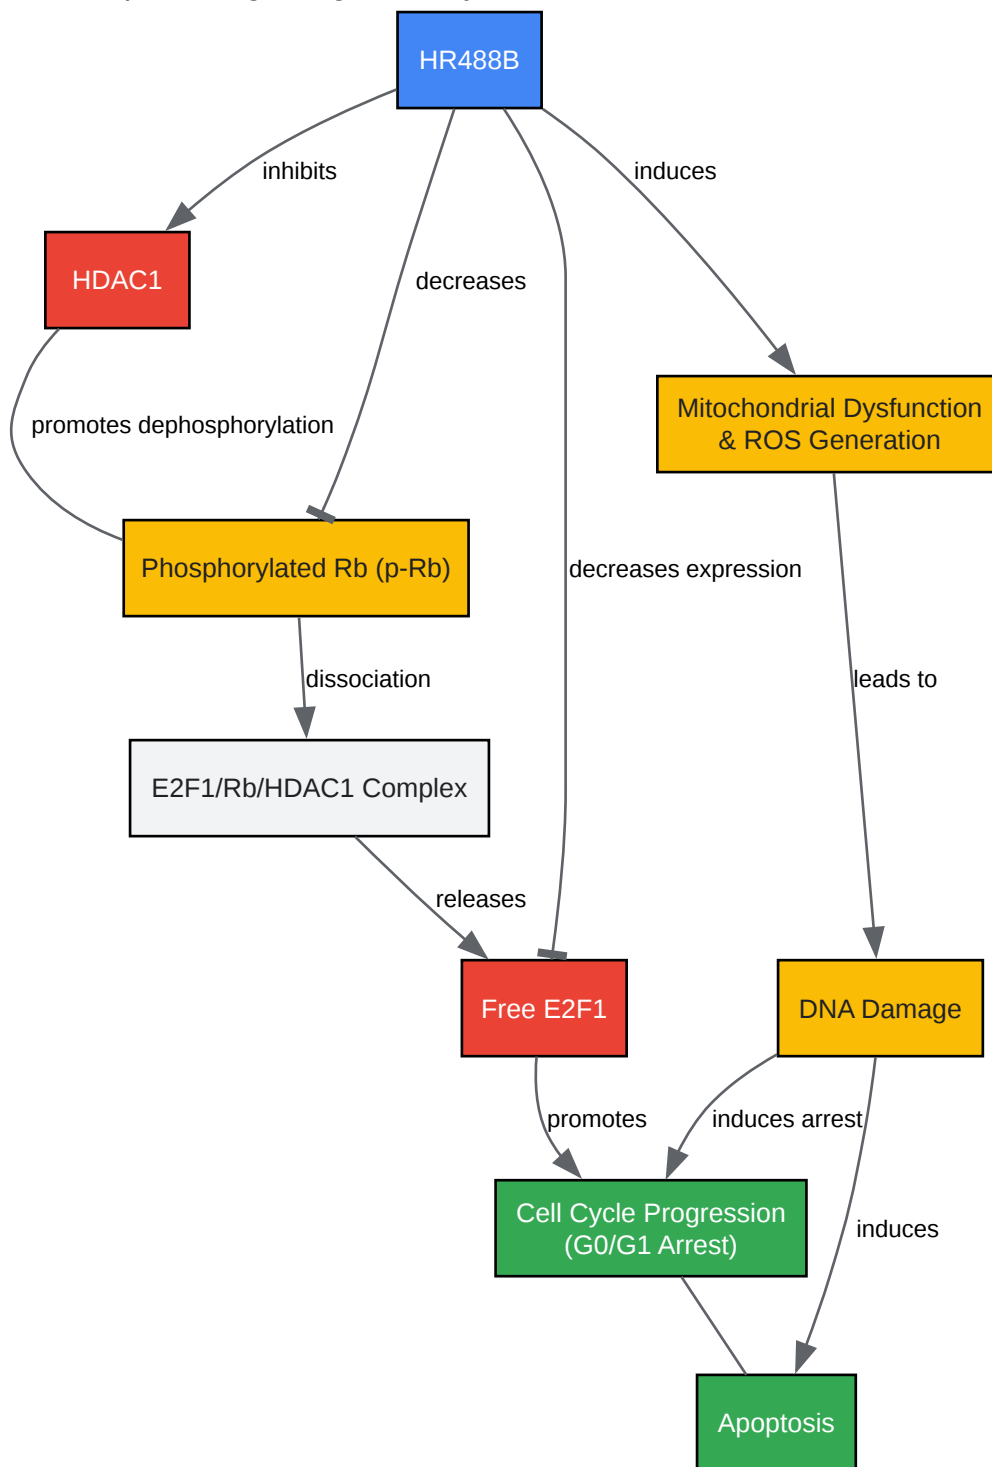 HR488B
inhibits
induces
HDAC1
decreases
Mitochondrial Dysfunction
& ROS Generation
promotes dephosphorylation
Phosphorylated Rb (p-Rb)
decreases expression
dissociation
leads to
E2F1/Rb/HDAC1 Complex
releases
Free E2F1
DNA Damage
promotes
induces arrest
Cell Cycle Progression
(G0/G1 Arrest)
induces
Apoptosis